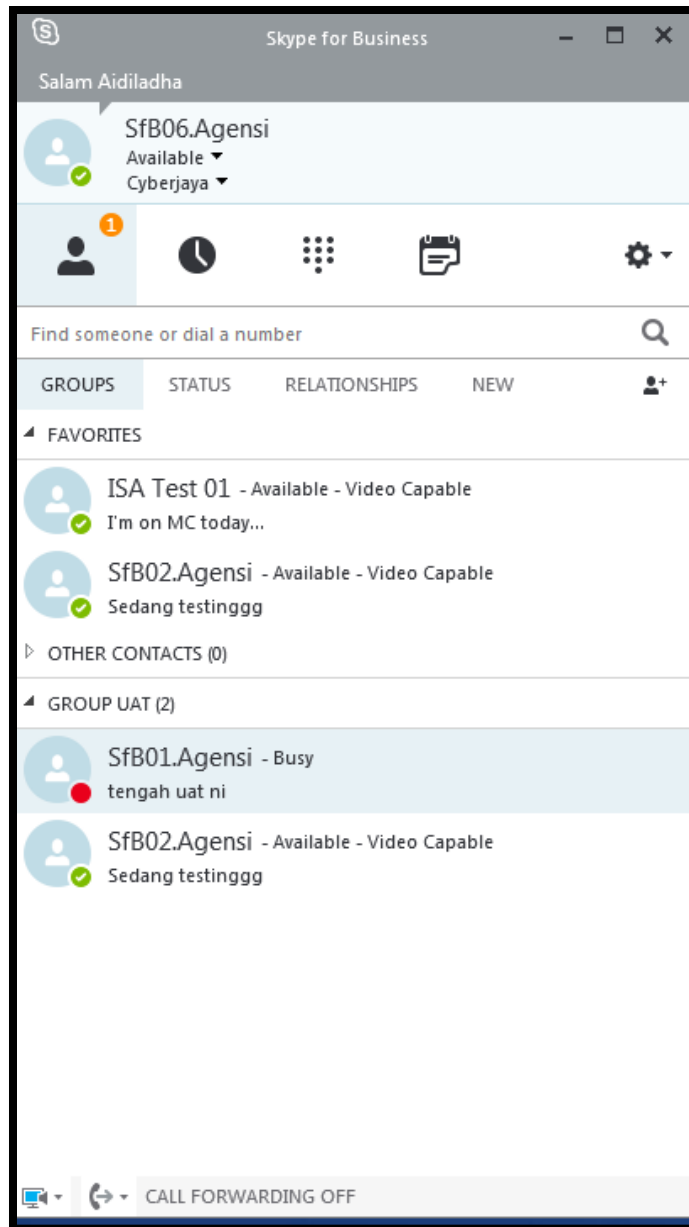 Skype for Business
Salam Aidiladha
SfB06.Agensi
Available
Cyberjaya
1
Find someone or dial a number
GROUPS STATUS RELATIONSHIPS NEW
FAVORITES
ISA Test 01 - Available - Video Capable
I'm on MC today...
SfB02.Agensi - Available - Video Capable
Sedang testinggg
OTHER CONTACTS (0)
GROUP UAT (2)
SfB01.Agensi - Busy
tengah uat ni
SfB02.Agensi - Available - Video Capable
Sedang testinggg
CALL FORWARDING OFF